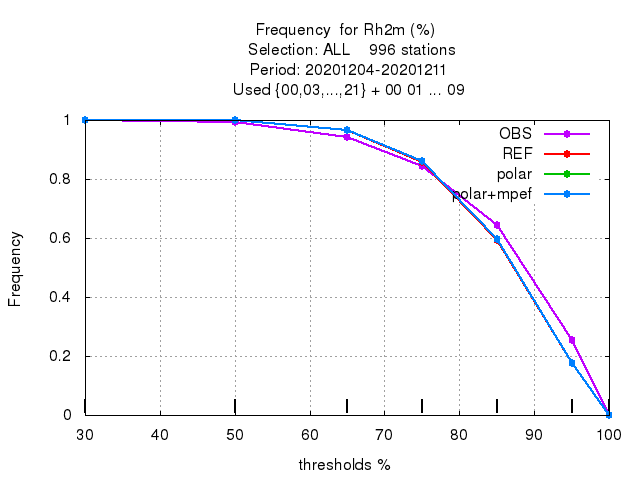 Frequency  for Rh2m (%)
Selection: ALL    996 stations
Period: 20201204-20201211
Used {00,03,...,21} + 00 01 ... 09
OBS
REF
polar
polar+mpef
1
0.8
0.6
0.4
0.2
0
Frequency
30 40 50 60 70 80 90 100
thresholds %